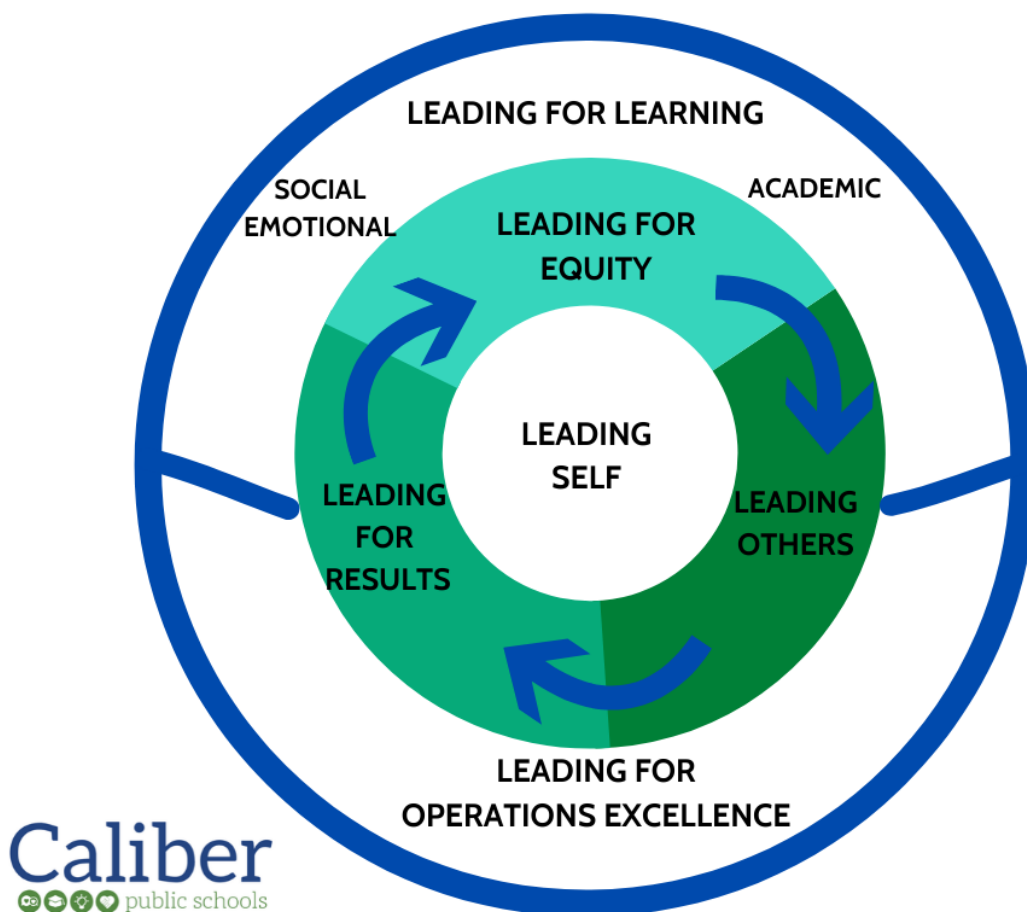 LEADING FOR LEARNING
SOCIAL
EMOTIONAL
ACADEMIC
LEADING FOR
EQUITY
LEADING
SELF
LEADING
FOR
RESULTS
LEADING
OTHERS
LEADING FOR
OPERATIONS EXCELLENCE
Caliber
public schools